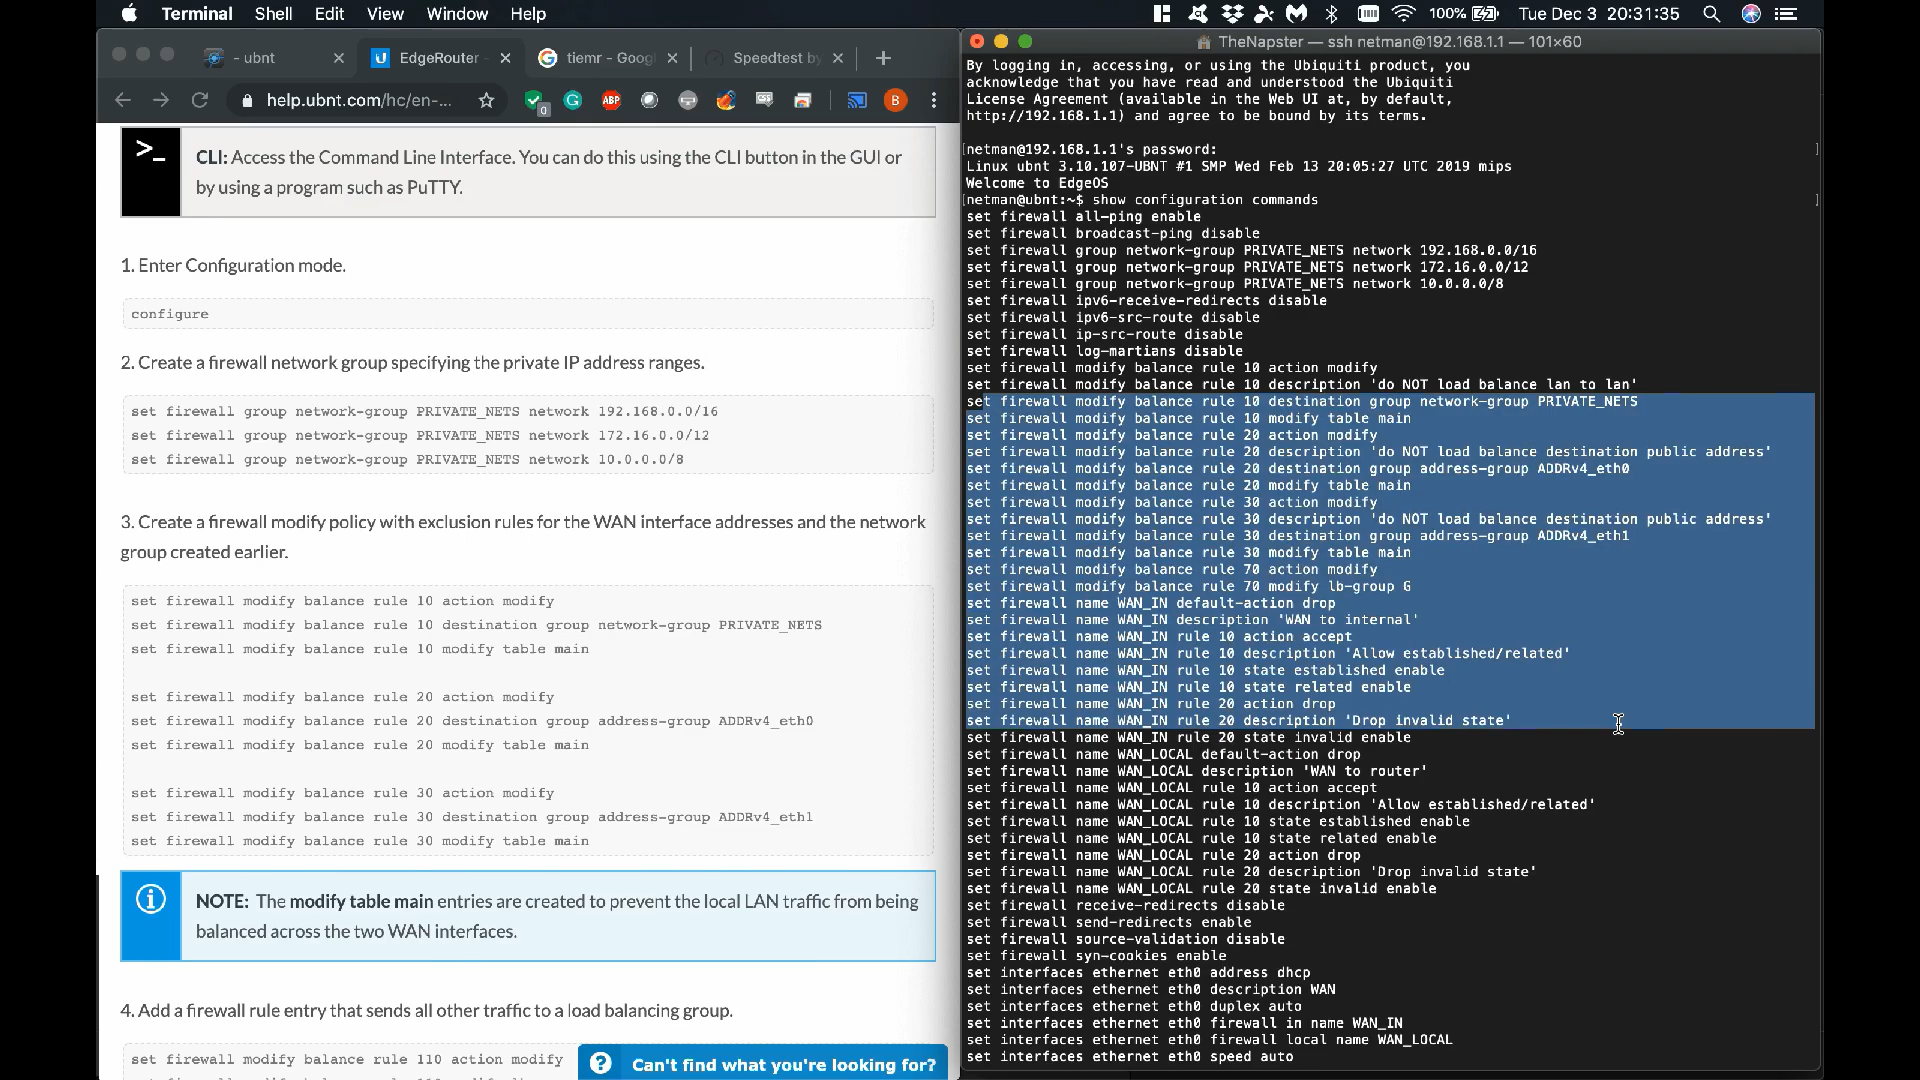 Terminal Shell Edit View Window Help
100% Tue Dec 3 20:31:35
- ubnt
EdgeRouter -
tiemr - Googl
Speedtest by
help.ubnt.com/hc/en-...
ABP
0
B
>_
CLI: Access the Command Line Interface. You can do this using the CLI button in the GUI or
by using a program such as PuTTY.
1. Enter Configuration mode.
configure
2. Create a firewall network group specifying the private IP address ranges.
set firewall group network-group PRIVATE_NETS network 192.168.0.0/16
set firewall group network-group PRIVATE_NETS network 172.16.0.0/12
set firewall group network-group PRIVATE_NETS network 10.0.0.0/8
3. Create a firewall modify policy with exclusion rules for the WAN interface addresses and the network
group created earlier.
set firewall modify balance rule 10 action modify
set firewall modify balance rule 10 destination group network-group PRIVATE_NETS
set firewall modify balance rule 10 modify table main
set firewall modify balance rule 20 action modify
set firewall modify balance rule 20 destination group address-group ADDRv4_eth0
set firewall modify balance rule 20 modify table main
set firewall modify balance rule 30 action modify
set firewall modify balance rule 30 destination group address-group ADDRv4_eth1
set firewall modify balance rule 30 modify table main
NOTE: The modify table main entries are created to prevent the local LAN traffic from being
balanced across the two WAN interfaces.
4. Add a firewall rule entry that sends all other traffic to a load balancing group.
set firewall modify balance rule 110 action modify
Can't find what you're looking for?
TheNapster — ssh netman@192.168.1.1 — 101×60
By logging in, accessing, or using the Ubiquiti product, you
acknowledge that you have read and understood the Ubiquiti
License Agreement (available in the Web UI at, by default,
http://192.168.1.1) and agree to be bound by its terms.
[netman@192.168.1.1's password: ]
Linux ubnt 3.10.107-UBNT #1 SMP Wed Feb 13 20:05:27 UTC 2019 mips
Welcome to EdgeOS
[netman@ubnt:~$ show configuration commands ]
set firewall all-ping enable
set firewall broadcast-ping disable
set firewall group network-group PRIVATE_NETS network 192.168.0.0/16
set firewall group network-group PRIVATE_NETS network 172.16.0.0/12
set firewall group network-group PRIVATE_NETS network 10.0.0.0/8
set firewall ipv6-receive-redirects disable
set firewall ipv6-src-route disable
set firewall ip-src-route disable
set firewall log-martians disable
set firewall modify balance rule 10 action modify
set firewall modify balance rule 10 description 'do NOT load balance lan to lan'
set firewall modify balance rule 10 destination group network-group PRIVATE_NETS
set firewall modify balance rule 10 modify table main
set firewall modify balance rule 20 action modify
set firewall modify balance rule 20 description 'do NOT load balance destination public address'
set firewall modify balance rule 20 destination group address-group ADDRv4_eth0
set firewall modify balance rule 20 modify table main
set firewall modify balance rule 30 action modify
set firewall modify balance rule 30 description 'do NOT load balance destination public address'
set firewall modify balance rule 30 destination group address-group ADDRv4_eth1
set firewall modify balance rule 30 modify table main
set firewall modify balance rule 70 action modify
set firewall modify balance rule 70 modify lb-group G
set firewall name WAN_IN default-action drop
set firewall name WAN_IN description 'WAN to internal'
set firewall name WAN_IN rule 10 action accept
set firewall name WAN_IN rule 10 description 'Allow established/related'
set firewall name WAN_IN rule 10 state established enable
set firewall name WAN_IN rule 10 state related enable
set firewall name WAN_IN rule 20 action drop
set firewall name WAN_IN rule 20 description 'Drop invalid state'
set firewall name WAN_IN rule 20 state invalid enable
set firewall name WAN_LOCAL default-action drop
set firewall name WAN_LOCAL description 'WAN to router'
set firewall name WAN_LOCAL rule 10 action accept
set firewall name WAN_LOCAL rule 10 description 'Allow established/related'
set firewall name WAN_LOCAL rule 10 state established enable
set firewall name WAN_LOCAL rule 10 state related enable
set firewall name WAN_LOCAL rule 20 action drop
set firewall name WAN_LOCAL rule 20 description 'Drop invalid state'
set firewall name WAN_LOCAL rule 20 state invalid enable
set firewall receive-redirects disable
set firewall send-redirects enable
set firewall source-validation disable
set firewall syn-cookies enable
set interfaces ethernet eth0 address dhcp
set interfaces ethernet eth0 description WAN
set interfaces ethernet eth0 duplex auto
set interfaces ethernet eth0 firewall in name WAN_IN
set interfaces ethernet eth0 firewall local name WAN_LOCAL
set interfaces ethernet eth0 speed auto